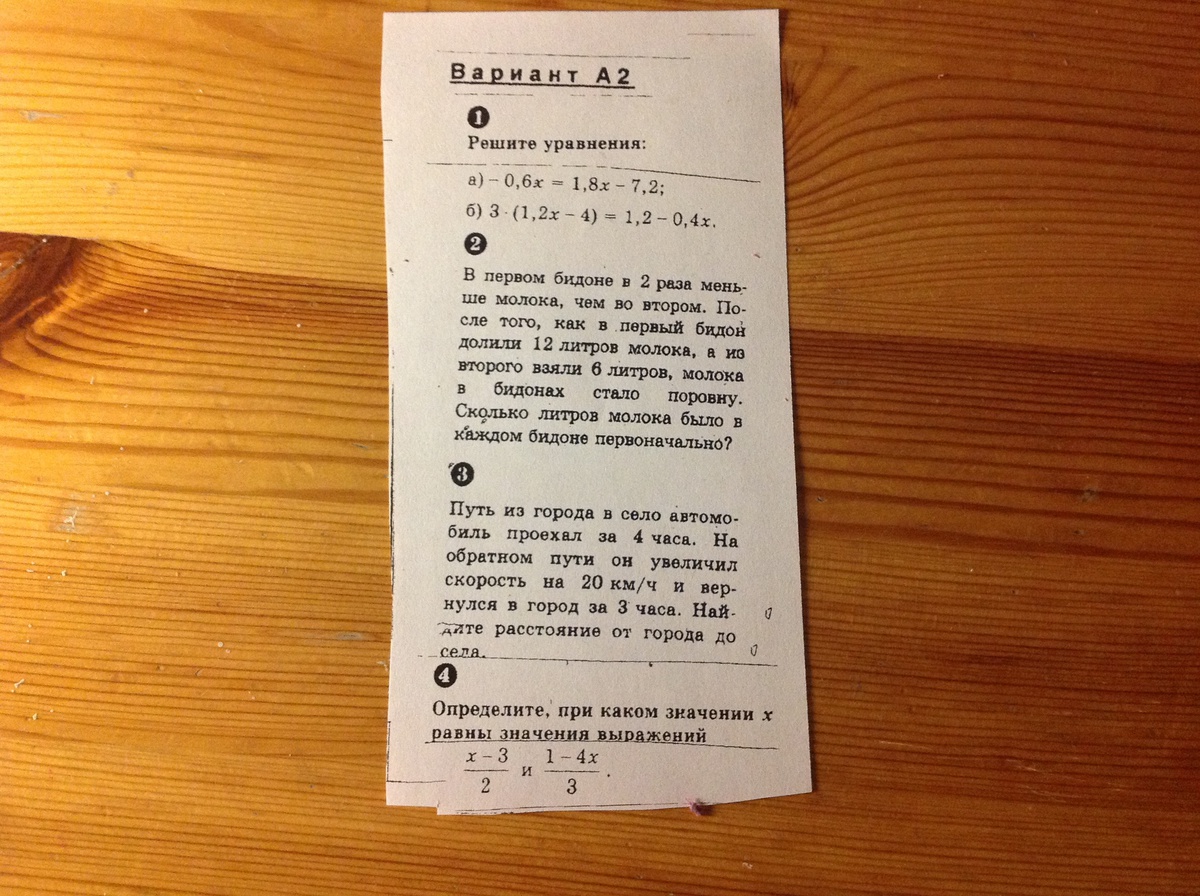 Вариант А2
1
Решите уравнения:
а) – 0,6x = 1,8x – 7,2;
б) 3 · (1,2x – 4) = 1,2 – 0,4x.
2
В первом бидоне в 2 раза мень-
ше молока, чем во втором. По-
сле того, как в первый бидон
долили 12 литров молока, а из
второго взяли 6 литров, молока
в бидонах стало поровну.
Сколько литров молока было в
каждом бидоне первоначально?
3
Путь из города в село автомо-
биль проехал за 4 часа. На
обратном пути он увеличил
скорость на 20 км/ч и вер-
нулся в город за 3 часа. Най-
дите расстояние от города до
села.
4
Определите, при каком значении x
равны значения выражений
x – 3 / 2 и 1 – 4x / 3 .